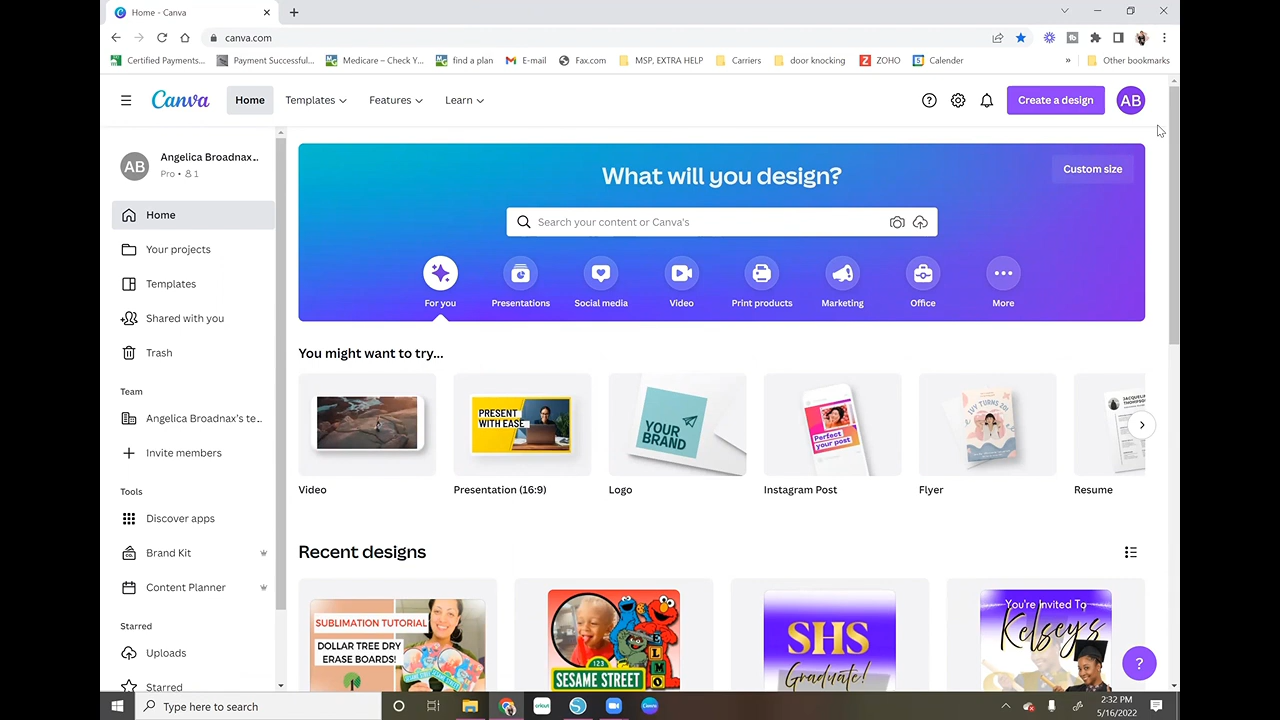 Home - Canva
canva.com
Certified Payments...
Payment Successful...
Medicare – Check Y...
find a plan
E-mail
Fax.com
MSP, EXTRA HELP
Carriers
door knocking
ZOHO
Calender
»
Other bookmarks
Canva
Home
Templates
Features
Learn
Create a design
AB
AB
Angelica Broadnax...
Pro • 1
Home
Your projects
Templates
Shared with you
Trash
Team
Angelica Broadnax's te...
Invite members
Tools
Discover apps
Brand Kit
Content Planner
Starred
Uploads
Starred
What will you design?
Custom size
Search your content or Canva's
For you
Presentations
Social media
Video
Print products
Marketing
Office
More
You might want to try...
PRESENT
WITH EASE
YOUR
BRAND
Perfect
your post
IVY TURNS 20!
Video
Presentation (16:9)
Logo
Instagram Post
Flyer
Resume
Recent designs
SUBLIMATION TUTORIAL
DOLLAR TREE DRY
ERASE BOARDS!
ELMO
123
SESAME STREET
SHS
Graduate!
You're Invited To
Kelsey's
?
Type here to search
2:32 PM
5/16/2022